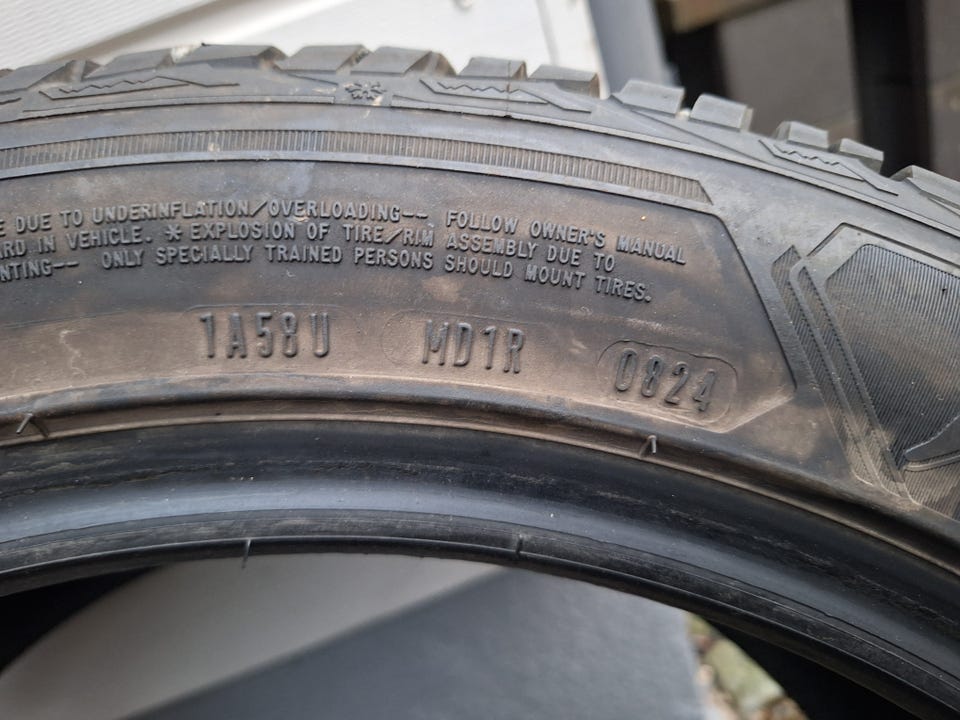 E DUE TO UNDERINFLATION/OVERLOADING-- FOLLOW OWNER'S MANUAL
ARD IN VEHICLE. * EXPLOSION OF TIRE/RIM ASSEMBLY DUE TO
NTING-- ONLY SPECIALLY TRAINED PERSONS SHOULD MOUNT TIRES.
1A58U MD1R 0824